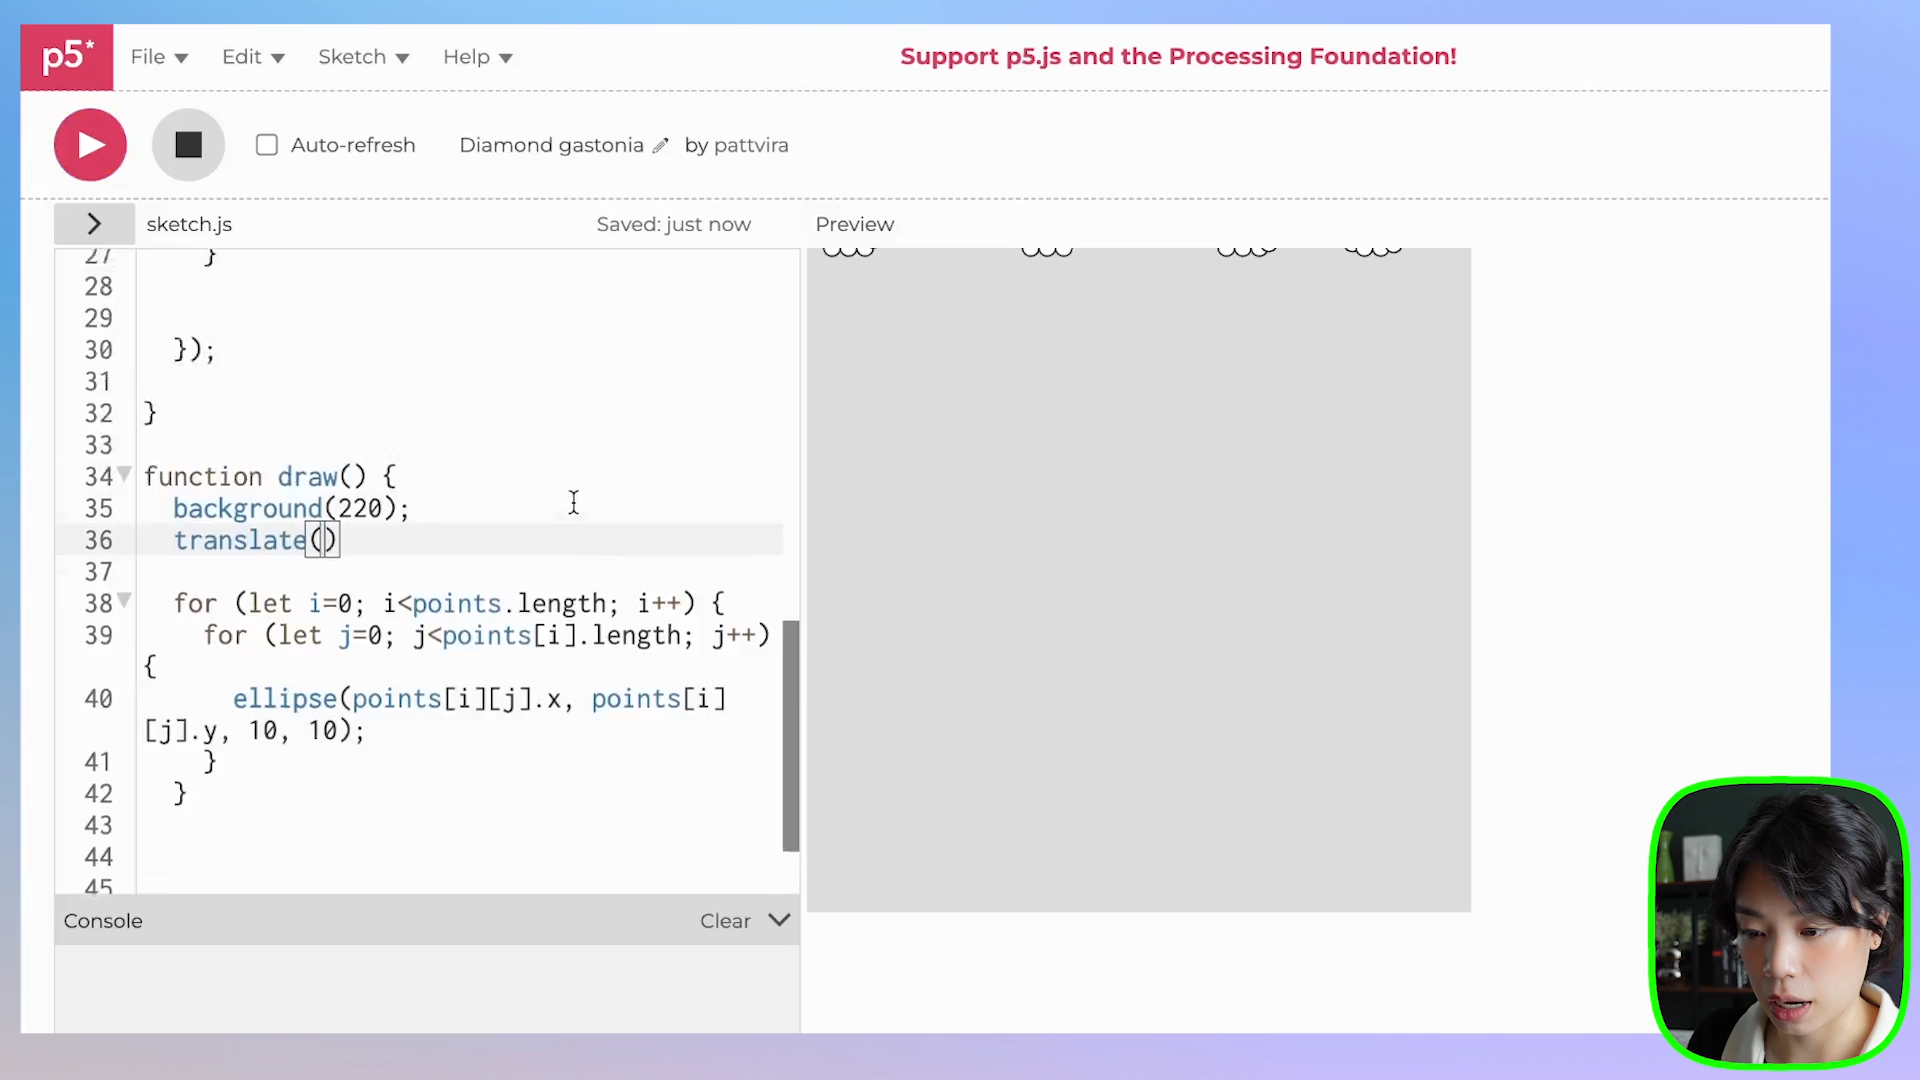 p5* File Edit Sketch Help Support p5.js and the Processing Foundation!
Auto-refresh Diamond gastonia by pattvira
sketch.js Saved: just now Preview
27 }
28
29
30 });
31
32 }
33
34 function draw() {
35 background(220);
36 translate()
37
38 for (let i=0; i<points.length; i++) {
39 for (let j=0; j<points[i].length; j++)
{
40 ellipse(points[i][j].x, points[i]
[j].y, 10, 10);
41 }
42 }
43
44
45
Console Clear